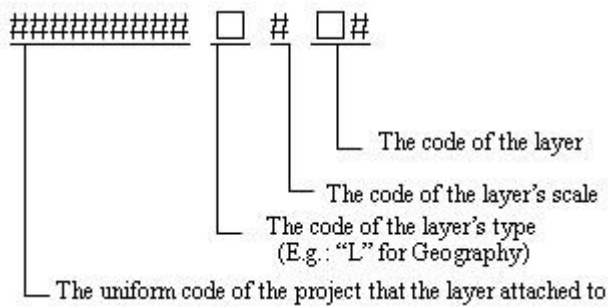 ######### □ # □#
The code of the layer
The code of the layer's scale
The code of the layer's type
(E.g.: “L” for Geography)
The uniform code of the project that the layer attached to